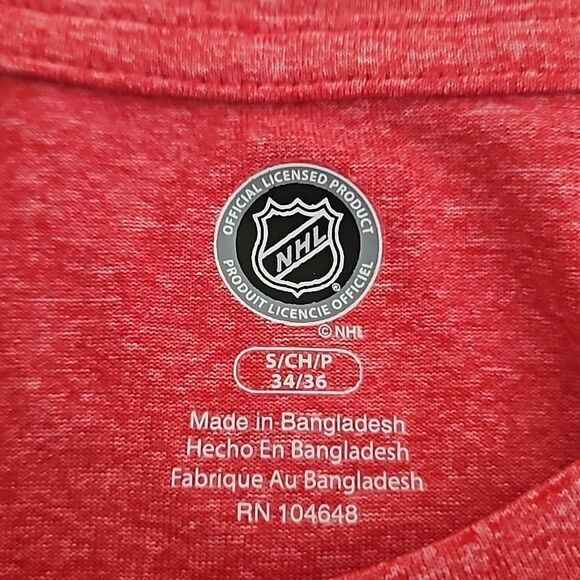 OFFICIAL LICENSED PRODUCT
NHL
®
PRODUIT LICENCIE OFFICIEL
© NHL
S/CH/P
34/36
Made in Bangladesh
Hecho En Bangladesh
Fabrique Au Bangladesh
RN 104648